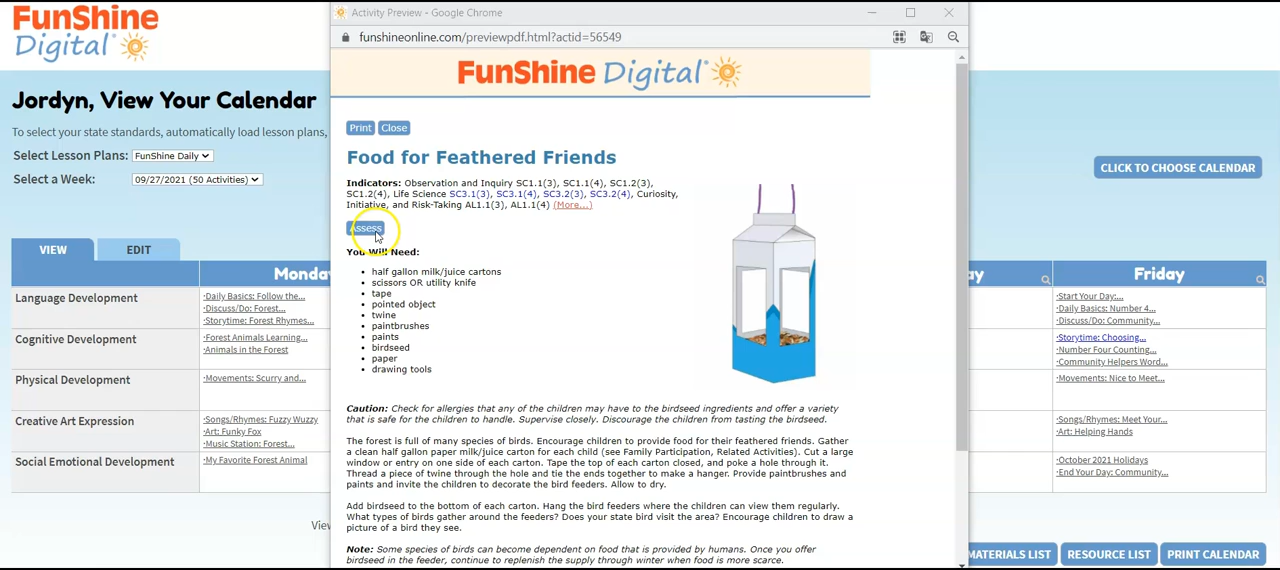 FunShine
Digital
Jordyn, View Your Calendar
To select your state standards, automatically load lesson plans,
Select Lesson Plans: FunShine Daily
Select a Week: 09/27/2021 (50 Activities)
CLICK TO CHOOSE CALENDAR
VIEW EDIT
Monda
ay
Friday
Language Development
·Daily Basics: Follow the...
·Discuss/Do: Forest...
·Storytime: Forest Rhymes...
·Start Your Day:...
·Daily Basics: Number 4...
·Discuss/Do: Community...
Cognitive Development
·Forest Animals Learning...
·Animals in the Forest
·Storytime: Choosing...
·Number Four Counting...
·Community Helpers Word...
Physical Development
·Movements: Scurry and...
·Movements: Nice to Meet...
Creative Art Expression
·Songs/Rhymes: Fuzzy Wuzzy
·Art: Funky Fox
·Music Station: Forest...
·Songs/Rhymes: Meet Your...
·Art: Helping Hands
Social Emotional Development
·My Favorite Forest Animal
·October 2021 Holidays
·End Your Day: Community...
View
MATERIALS LIST
RESOURCE LIST
PRINT CALENDAR
Activity Preview - Google Chrome
funshineonline.com/previewpdf.html?actid=56549
FunShine Digital
Print Close
Food for Feathered Friends
Indicators: Observation and Inquiry SC1.1(3), SC1.1(4), SC1.2(3),
SC1.2(4), Life Science SC3.1(3), SC3.1(4), SC3.2(3), SC3.2(4), Curiosity,
Initiative, and Risk-Taking AL1.1(3), AL1.1(4) (More...)
Assess
You Will Need:
• half gallon milk/juice cartons
• scissors OR utility knife
• tape
• pointed object
• twine
• paintbrushes
• paints
• birdseed
• paper
• drawing tools
Caution: Check for allergies that any of the children may have to the birdseed ingredients and offer a variety
that is safe for the children to handle. Supervise closely. Discourage the children from tasting the birdseed.
The forest is full of many species of birds. Encourage children to provide food for their feathered friends. Gather
a clean half gallon paper milk/juice carton for each child (see Family Participation, Related Activities). Cut a large
window or entry on one side of each carton. Tape the top of each carton closed, and poke a hole through it.
Thread a piece of twine through the hole and tie the ends together to make a hanger. Provide paintbrushes and
paints and invite the children to decorate the bird feeders. Allow to dry.
Add birdseed to the bottom of each carton. Hang the bird feeders where the children can view them regularly.
What types of birds gather around the feeders? Does your state bird visit the area? Encourage children to draw a
picture of a bird they see.
Note: Some species of birds can become dependent on food that is provided by humans. Once you offer
birdseed in the feeder, continue to replenish the supply through winter when food is more scarce.